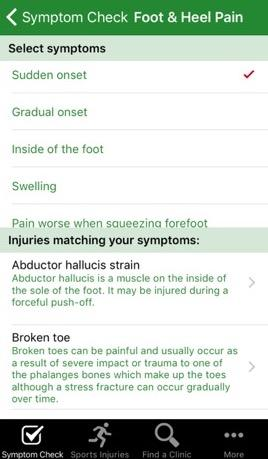 Symptom Check Foot & Heel Pain
Select symptoms
Sudden onset
Gradual onset
Inside of the foot
Swelling
Pain worse when squeezing forefoot
Injuries matching your symptoms:
Abductor hallucis strain
Abductor hallucis is a muscle on the inside of
the sole of the foot. It may be injured during a
forceful push-off.
Broken toe
Broken toes can be painful and usually occur as
a result of severe impact or trauma to one of
the phalanges bones which make up the toes
although a stress fracture can occur gradually
over time.
Symptom Check Sports Injuries Find a Clinic More